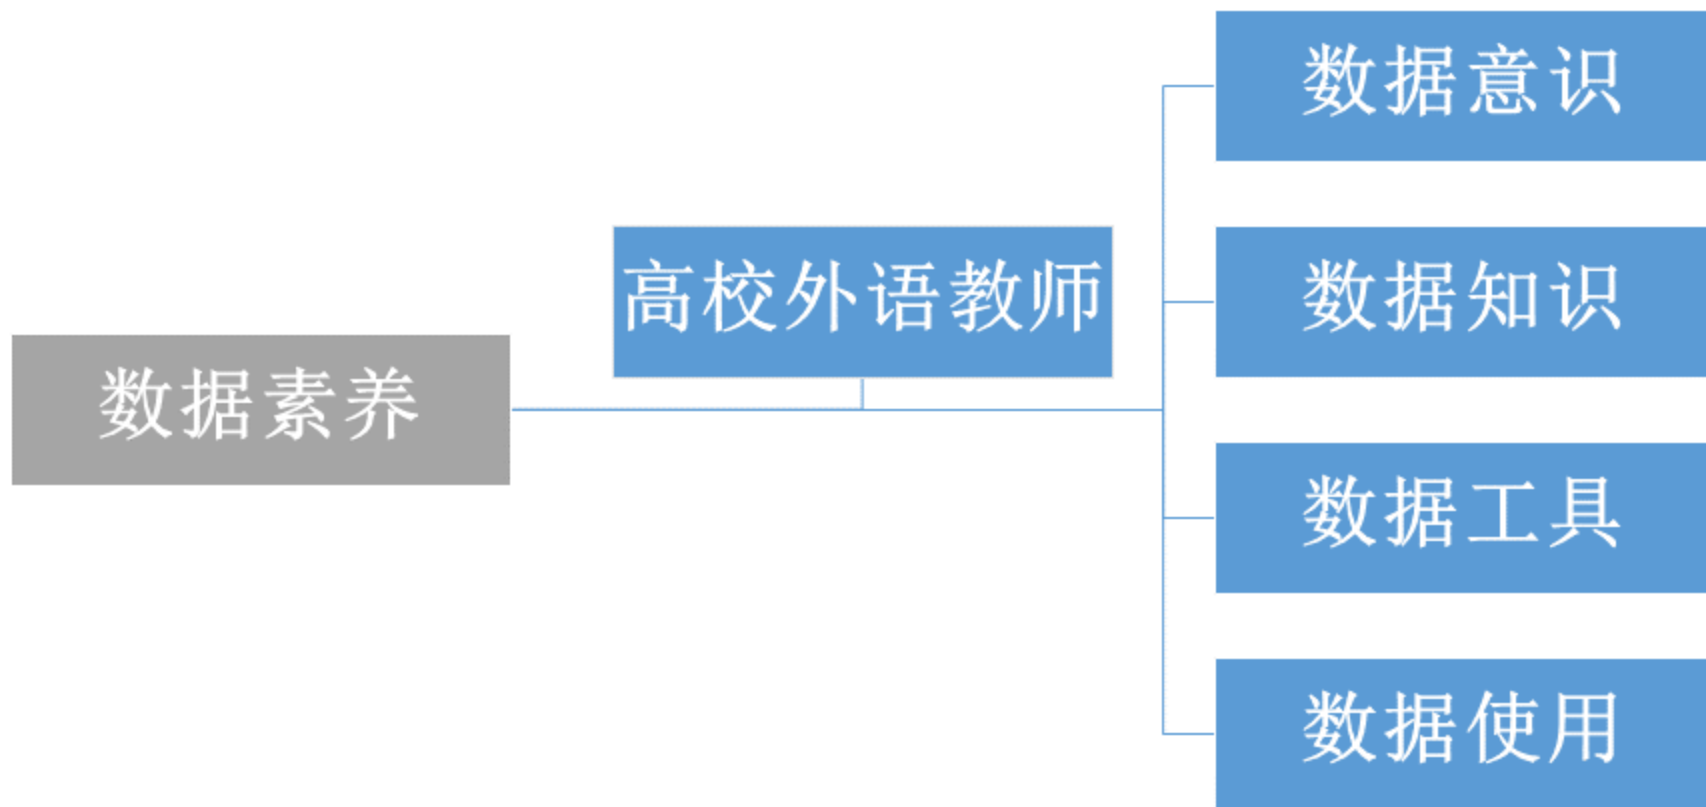 数据素养
高校外语教师
数据意识
数据知识
数据工具
数据使用